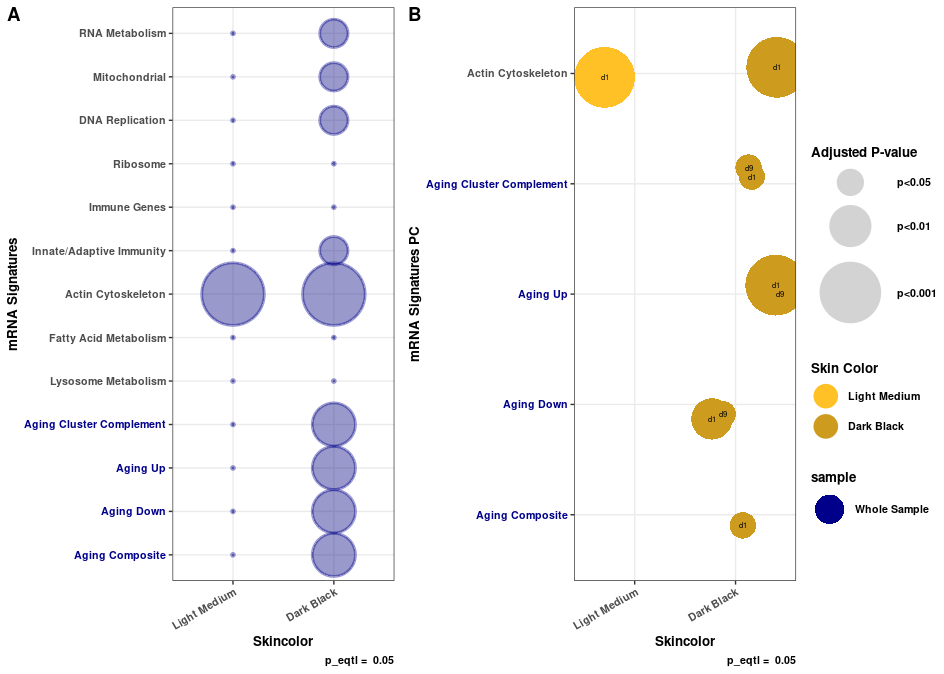 A
mRNA Signatures
RNA Metabolism
Mitochondrial
DNA Replication
Ribosome
Immune Genes
Innate/Adaptive Immunity
Actin Cytoskeleton
Fatty Acid Metabolism
Lysosome Metabolism
Aging Cluster Complement
Aging Up
Aging Down
Aging Composite
Light Medium
Dark Black
Skincolor
p_eqtl = 0.05
B
mRNA Signatures PC
Actin Cytoskeleton
d1
d1
Aging Cluster Complement
d9
d1
Aging Up
d1
d9
Aging Down
d1
d9
Aging Composite
d1
Light Medium
Dark Black
Skincolor
p_eqtl = 0.05
Adjusted P-value
p<0.05
p<0.01
p<0.001
Skin Color
Light Medium
Dark Black
sample
Whole Sample